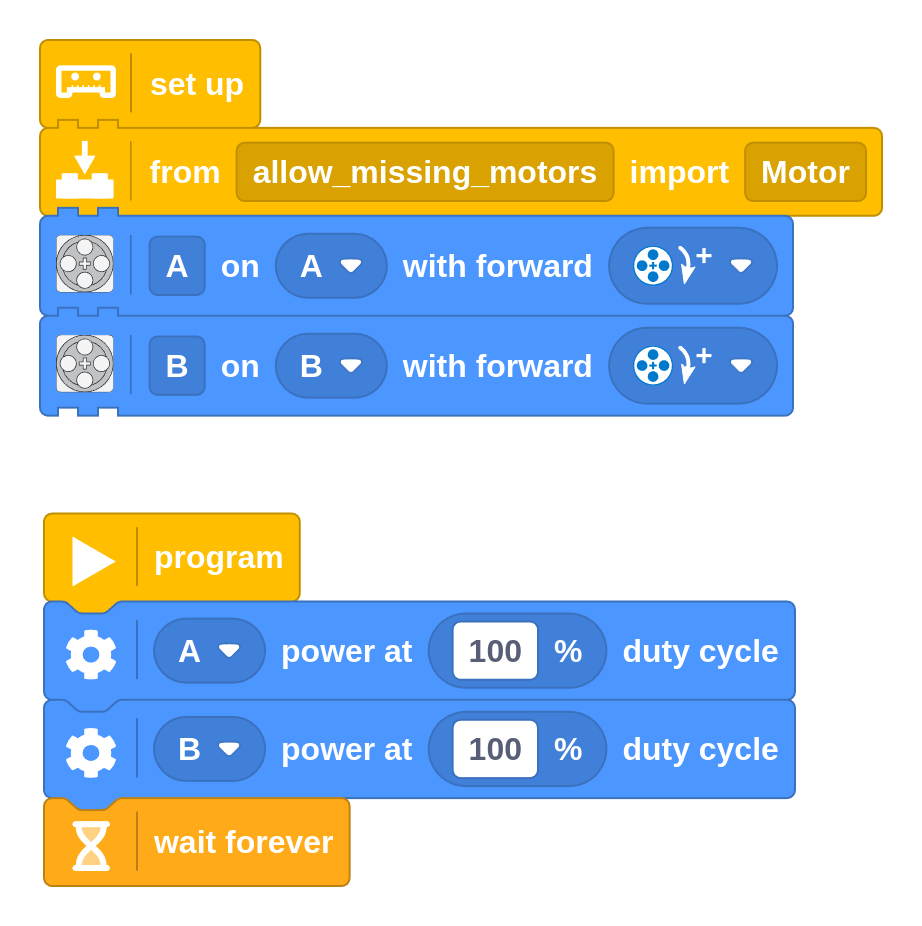 set up
from allow_missing_motors import Motor
A on A with forward +
B on B with forward +
program
A power at 100 % duty cycle
B power at 100 % duty cycle
wait forever